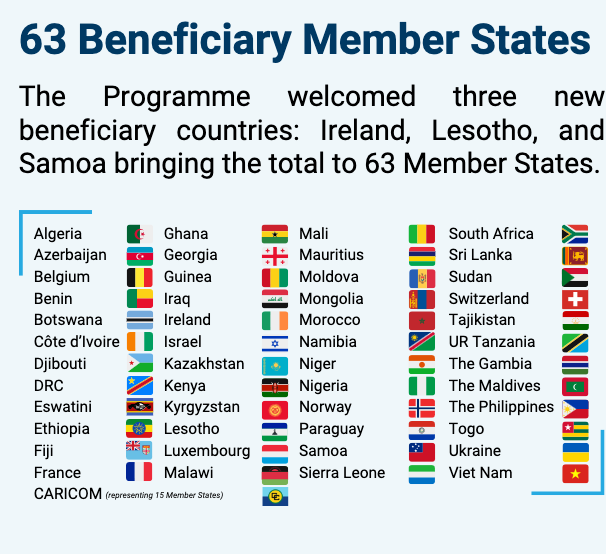 63 Beneficiary Member States
The Programme welcomed three new
beneficiary countries: Ireland, Lesotho, and
Samoa bringing the total to 63 Member States.
Algeria
Azerbaijan
Belgium
Benin
Botswana
Côte d’Ivoire
Djibouti
DRC
Eswatini
Ethiopia
Fiji
France
CARICOM (representing 15 Member States)
Ghana
Georgia
Guinea
Iraq
Ireland
Israel
Kazakhstan
Kenya
Kyrgyzstan
Lesotho
Luxembourg
Malawi
Mali
Mauritius
Moldova
Mongolia
Morocco
Namibia
Niger
Nigeria
Norway
Paraguay
Samoa
Sierra Leone
South Africa
Sri Lanka
Sudan
Switzerland
Tajikistan
UR Tanzania
The Gambia
The Maldives
The Philippines
Togo
Ukraine
Viet Nam